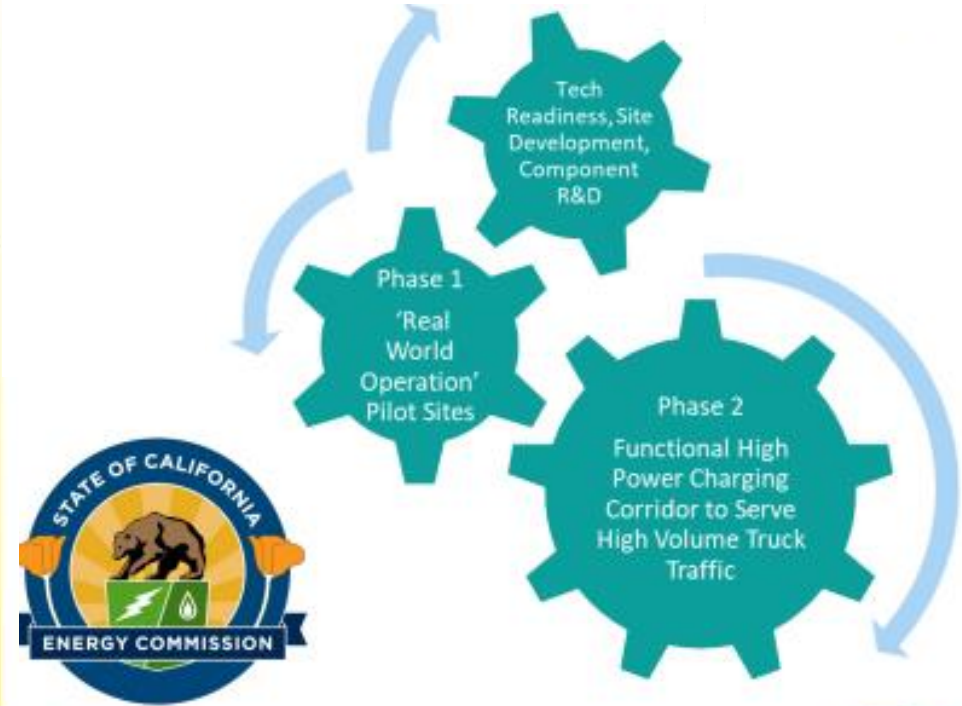 Tech
Readiness, Site
Development,
Component
R&D
Phase 1
‘Real
World
Operation’
Pilot Sites
Phase 2
Functional High
Power Charging
Corridor to Serve
High Volume Truck
Traffic
STATE OF CALIFORNIA
ENERGY COMMISSION